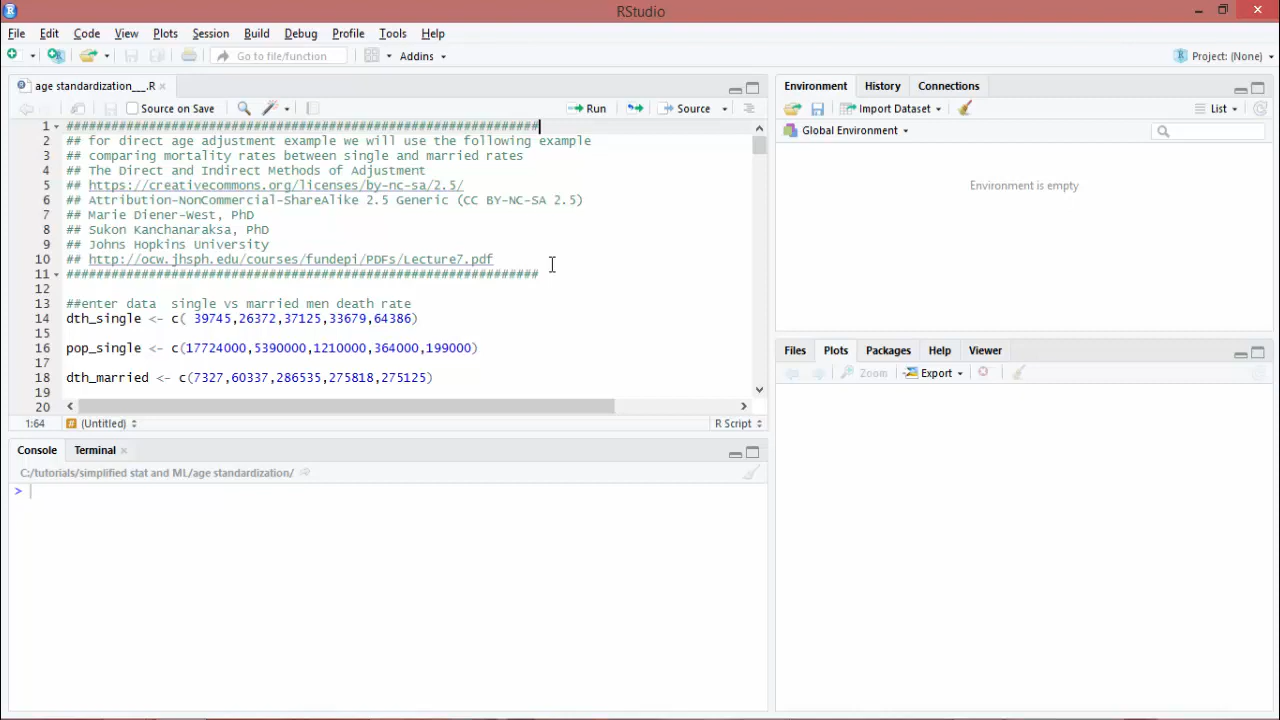 RStudio
File Edit Code View Plots Session Build Debug Profile Tools Help
Go to file/function Addins Project: (None)
age standardization___.R
Source on Save Run Source
1 ###############################################################
2 ## for direct age adjustment example we will use the following example
3 ## comparing mortality rates between single and married rates
4 ## The Direct and Indirect Methods of Adjustment
5 ## https://creativecommons.org/licenses/by-nc-sa/2.5/
6 ## Attribution-NonCommercial-ShareAlike 2.5 Generic (CC BY-NC-SA 2.5)
7 ## Marie Diener-West, PhD
8 ## Sukon Kanchanaraksa, PhD
9 ## Johns Hopkins University
10 ## http://ocw.jhsph.edu/courses/fundepi/PDFs/Lecture7.pdf
11 ###############################################################
12
13 ##enter data  single vs married men death rate
14 dth_single <- c( 39745,26372,37125,33679,64386)
15
16 pop_single <- c(17724000,5390000,1210000,364000,199000)
17
18 dth_married <- c(7327,60337,286535,275818,275125)
19
20
1:64 # (Untitled) R Script
Console Terminal
C:/tutorials/simplified stat and ML/age standardization/
>
Environment History Connections
Import Dataset List
Global Environment
Environment is empty
Files Plots Packages Help Viewer
Zoom Export